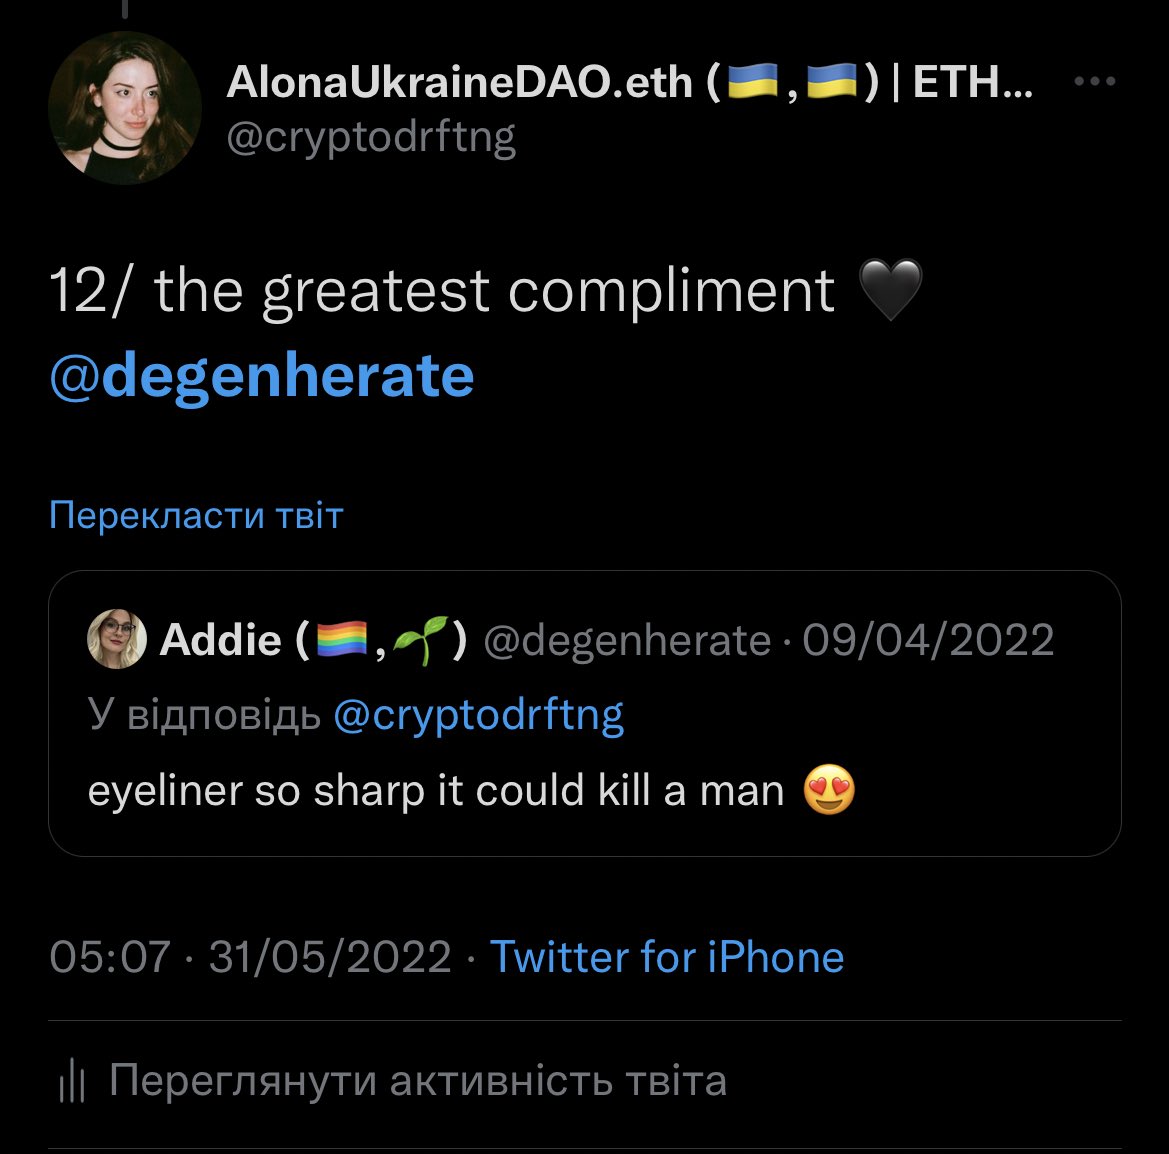 AlonaUkraineDAO.eth (🇺🇦,🇺🇦) | ETH...
@cryptodrftng
12/ the greatest compliment 🖤
@degenherate
Перекласти твіт
Addie (🏳️‍🌈,🌱) @degenherate · 09/04/2022
У відповідь @cryptodrftng
eyeliner so sharp it could kill a man 😍
05:07 · 31/05/2022 · Twitter for iPhone
Переглянути активність твіта